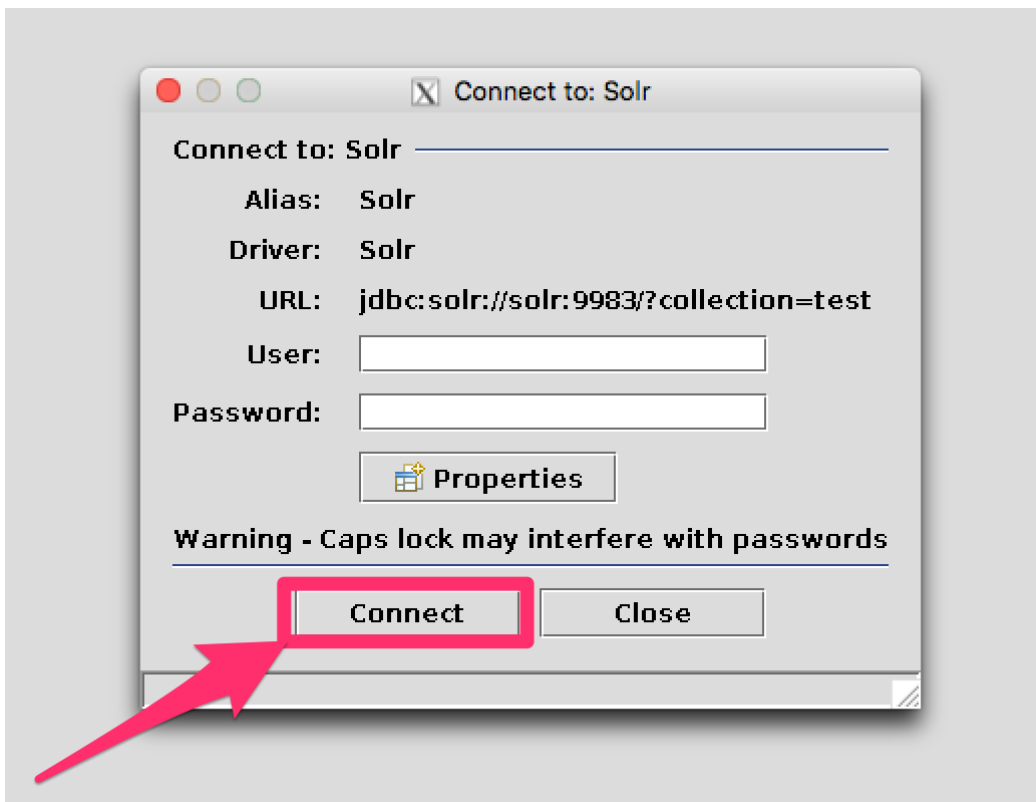 Connect to: Solr
Connect to: Solr
Alias: Solr
Driver: Solr
URL: jdbc:solr://solr:9983/?collection=test
User:
Password:
Properties
Warning - Caps lock may interfere with passwords
Connect Close